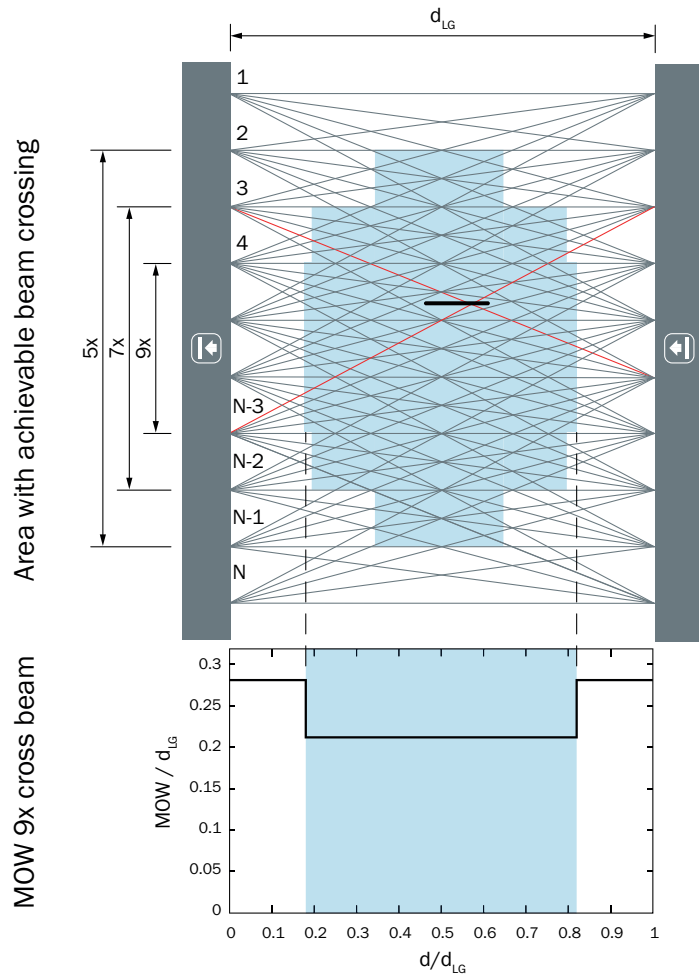 d_LG
Area with achievable beam crossing
5x
7x
9x
1
2
3
4
N-3
N-2
N-1
N
MOW 9x cross beam
MOW / d_LG
0.3
0.25
0.2
0.15
0.1
0.05
0
0 0.1 0.2 0.3 0.4 0.5 0.6 0.7 0.8 0.9 1
d/d_LG